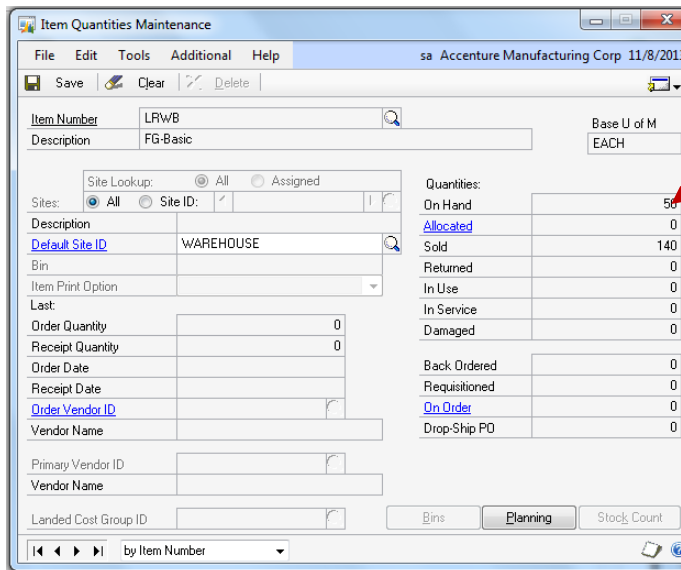 Item Quantities Maintenance
File Edit Tools Additional Help sa Accenture Manufacturing Corp 11/8/201
Save Clear Delete
Item Number LRWB Base U of M
Description FG-Basic EACH
Site Lookup: All Assigned Quantities:
Sites: All Site ID: On Hand 50
Description Allocated 0
Default Site ID WAREHOUSE Sold 140
Bin Returned 0
Item Print Option In Use 0
Last: In Service 0
Order Quantity 0 Damaged 0
Receipt Quantity 0
Order Date Back Ordered 0
Receipt Date Requisitioned 0
Order Vendor ID On Order 0
Vendor Name Drop-Ship PO 0
Primary Vendor ID
Vendor Name
Landed Cost Group ID Bins Planning Stock Count
by Item Number